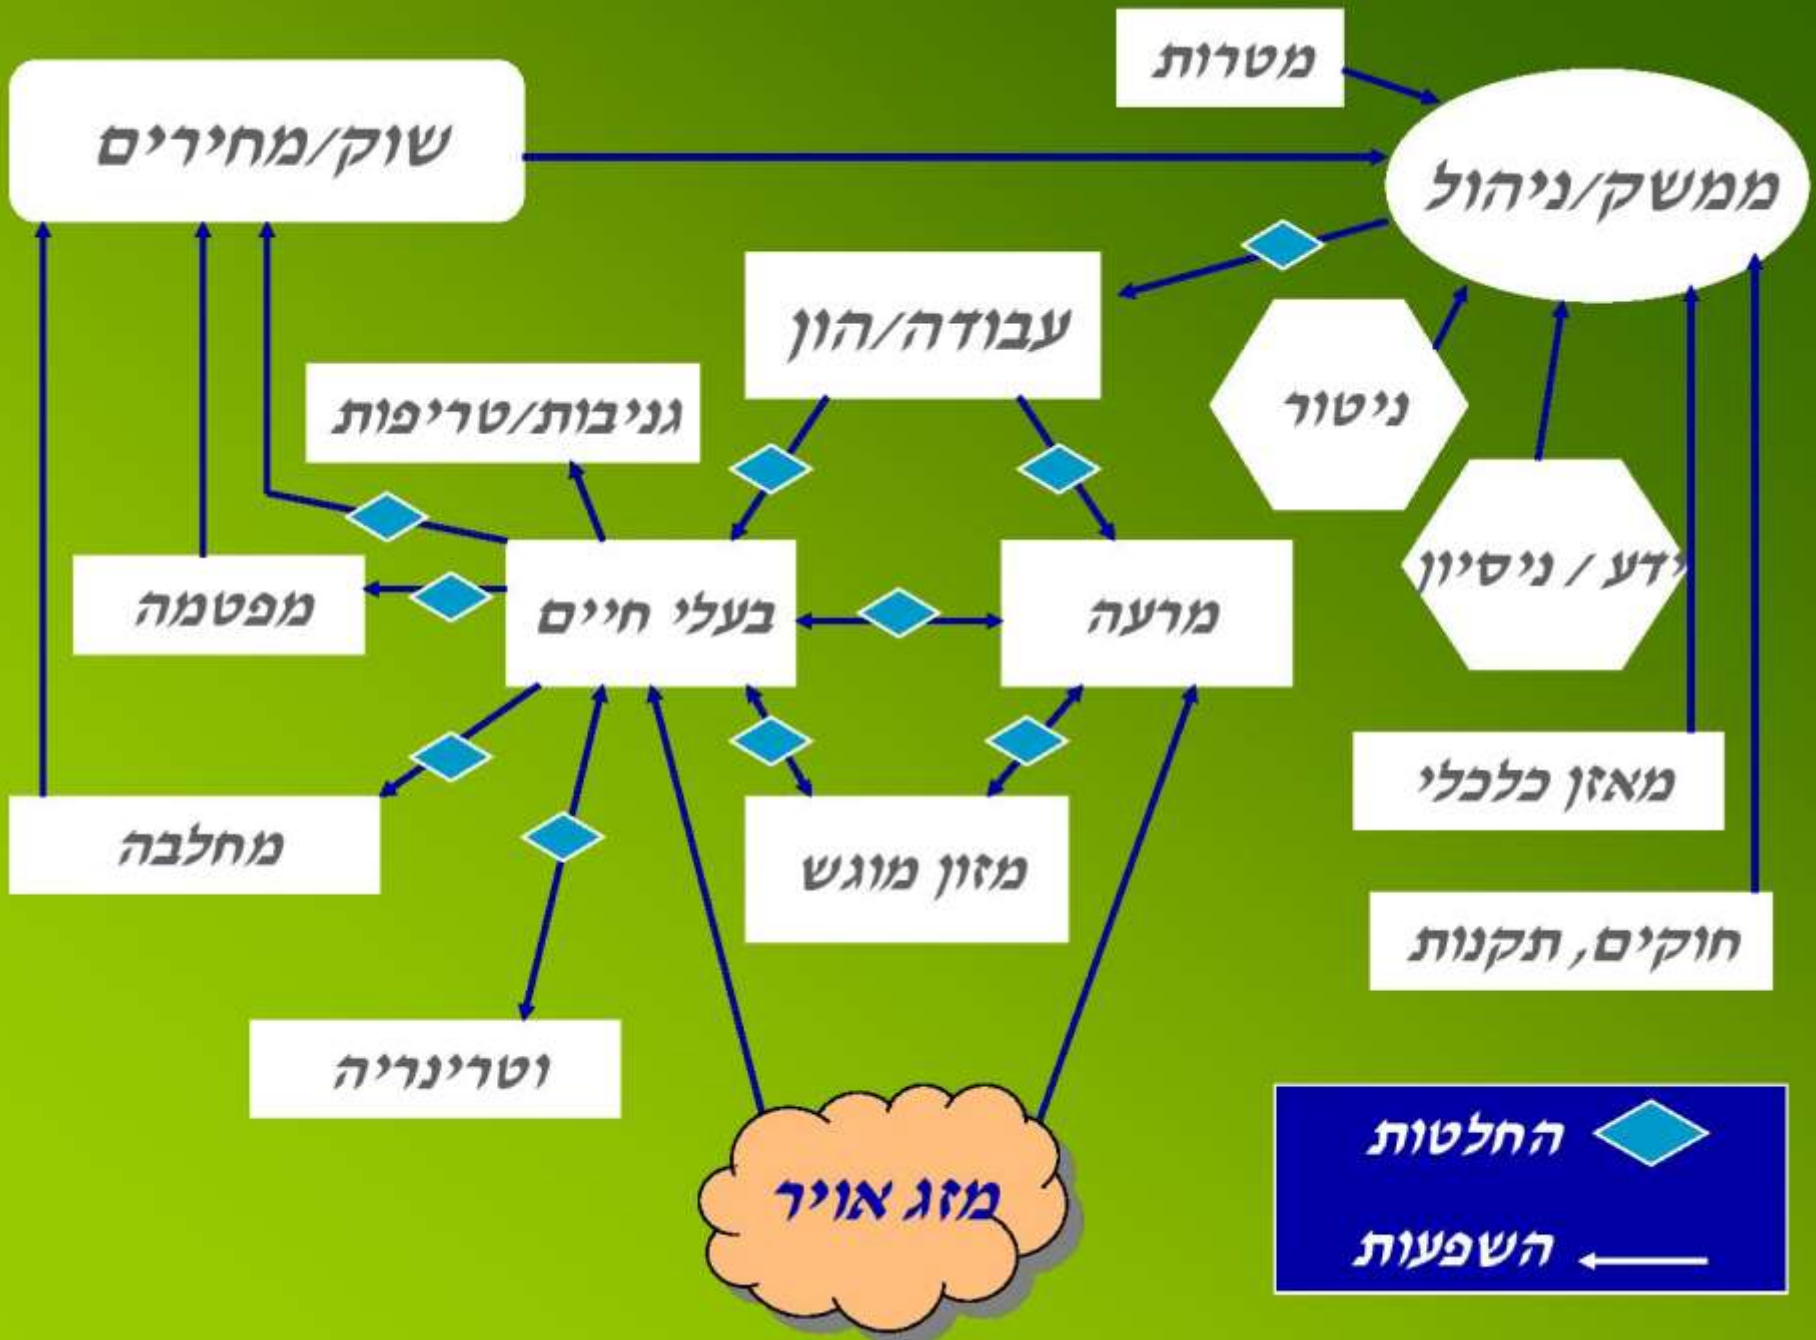 מטרות
שוק/מחירים
ממשק/ניהול
עבודה/הון
גניבות/טריפות
ניטור
ידע / ניסיון
מפטמה
בעלי חיים
מרעה
מאזן כלכלי
מחלבה
מזון מוגש
חוקים, תקנות
וטרינריה
מזג אויר
החלטות
השפעות